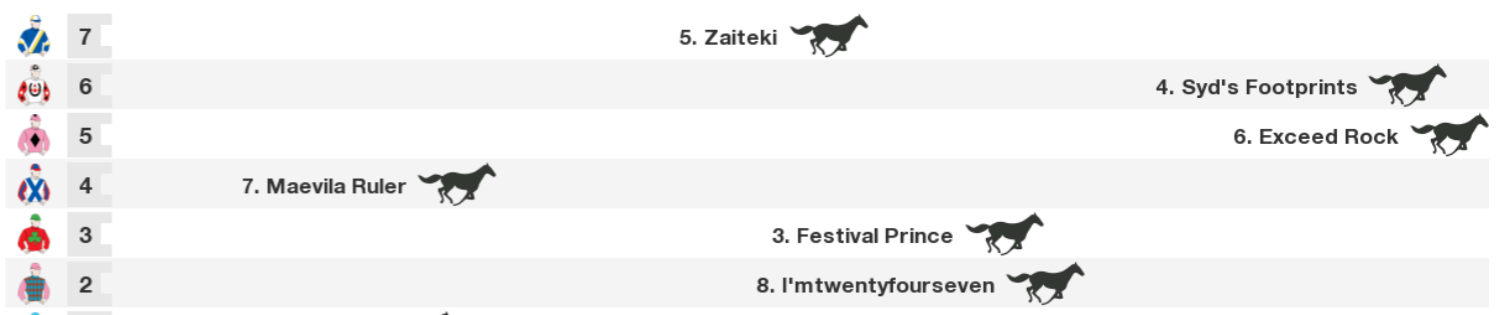 7 5. Zaiteki
6 4. Syd's Footprints
5 6. Exceed Rock
4 7. Maevila Ruler
3 3. Festival Prince
2 8. I'mtwentyfourseven